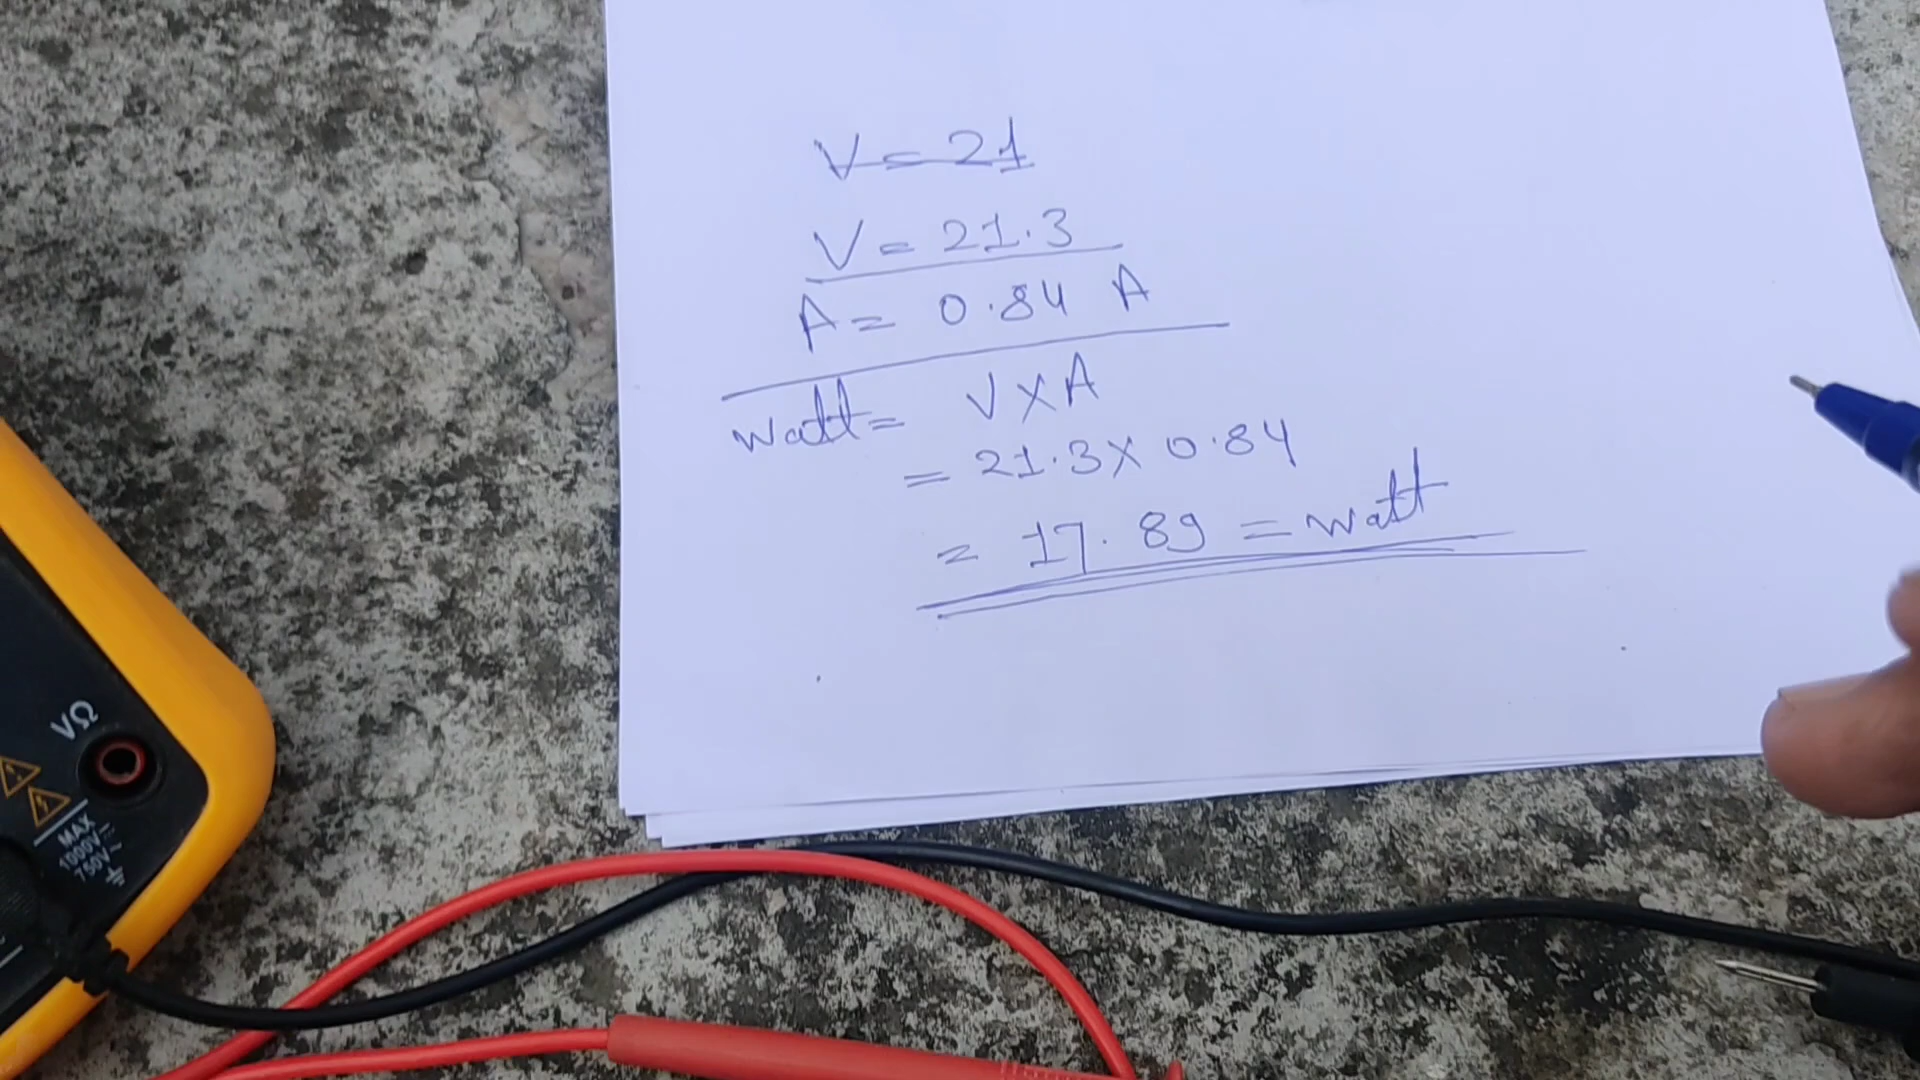 V = 21
V = 21.3
A = 0.84 A
Watt = V X A
= 21.3 X 0.84
= 17.89 = Watt
VΩ
MAX
1000V
750V